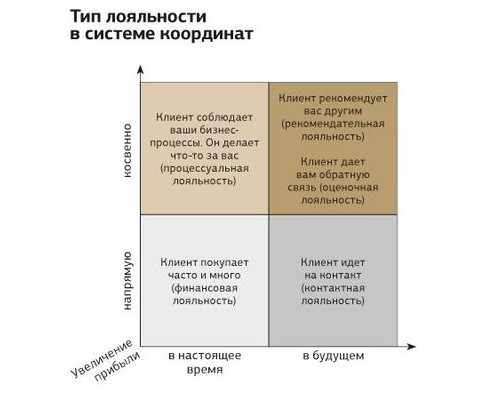 Тип лояльности
в системе координат
косвенно
Клиент соблюдает
ваши бизнес-
процессы. Он делает
что-то за вас
(процессуальная
лояльность)
Клиент рекомендует
вас другим
(рекомендательная
лояльность)
Клиент дает
вам обратную
связь (оценочная
лояльность)
напрямую
Клиент покупает
часто и много
(финансовая
лояльность)
Клиент идет
на контакт
(контактная
лояльность)
Увеличение
прибыли
в настоящее
время
в будущем